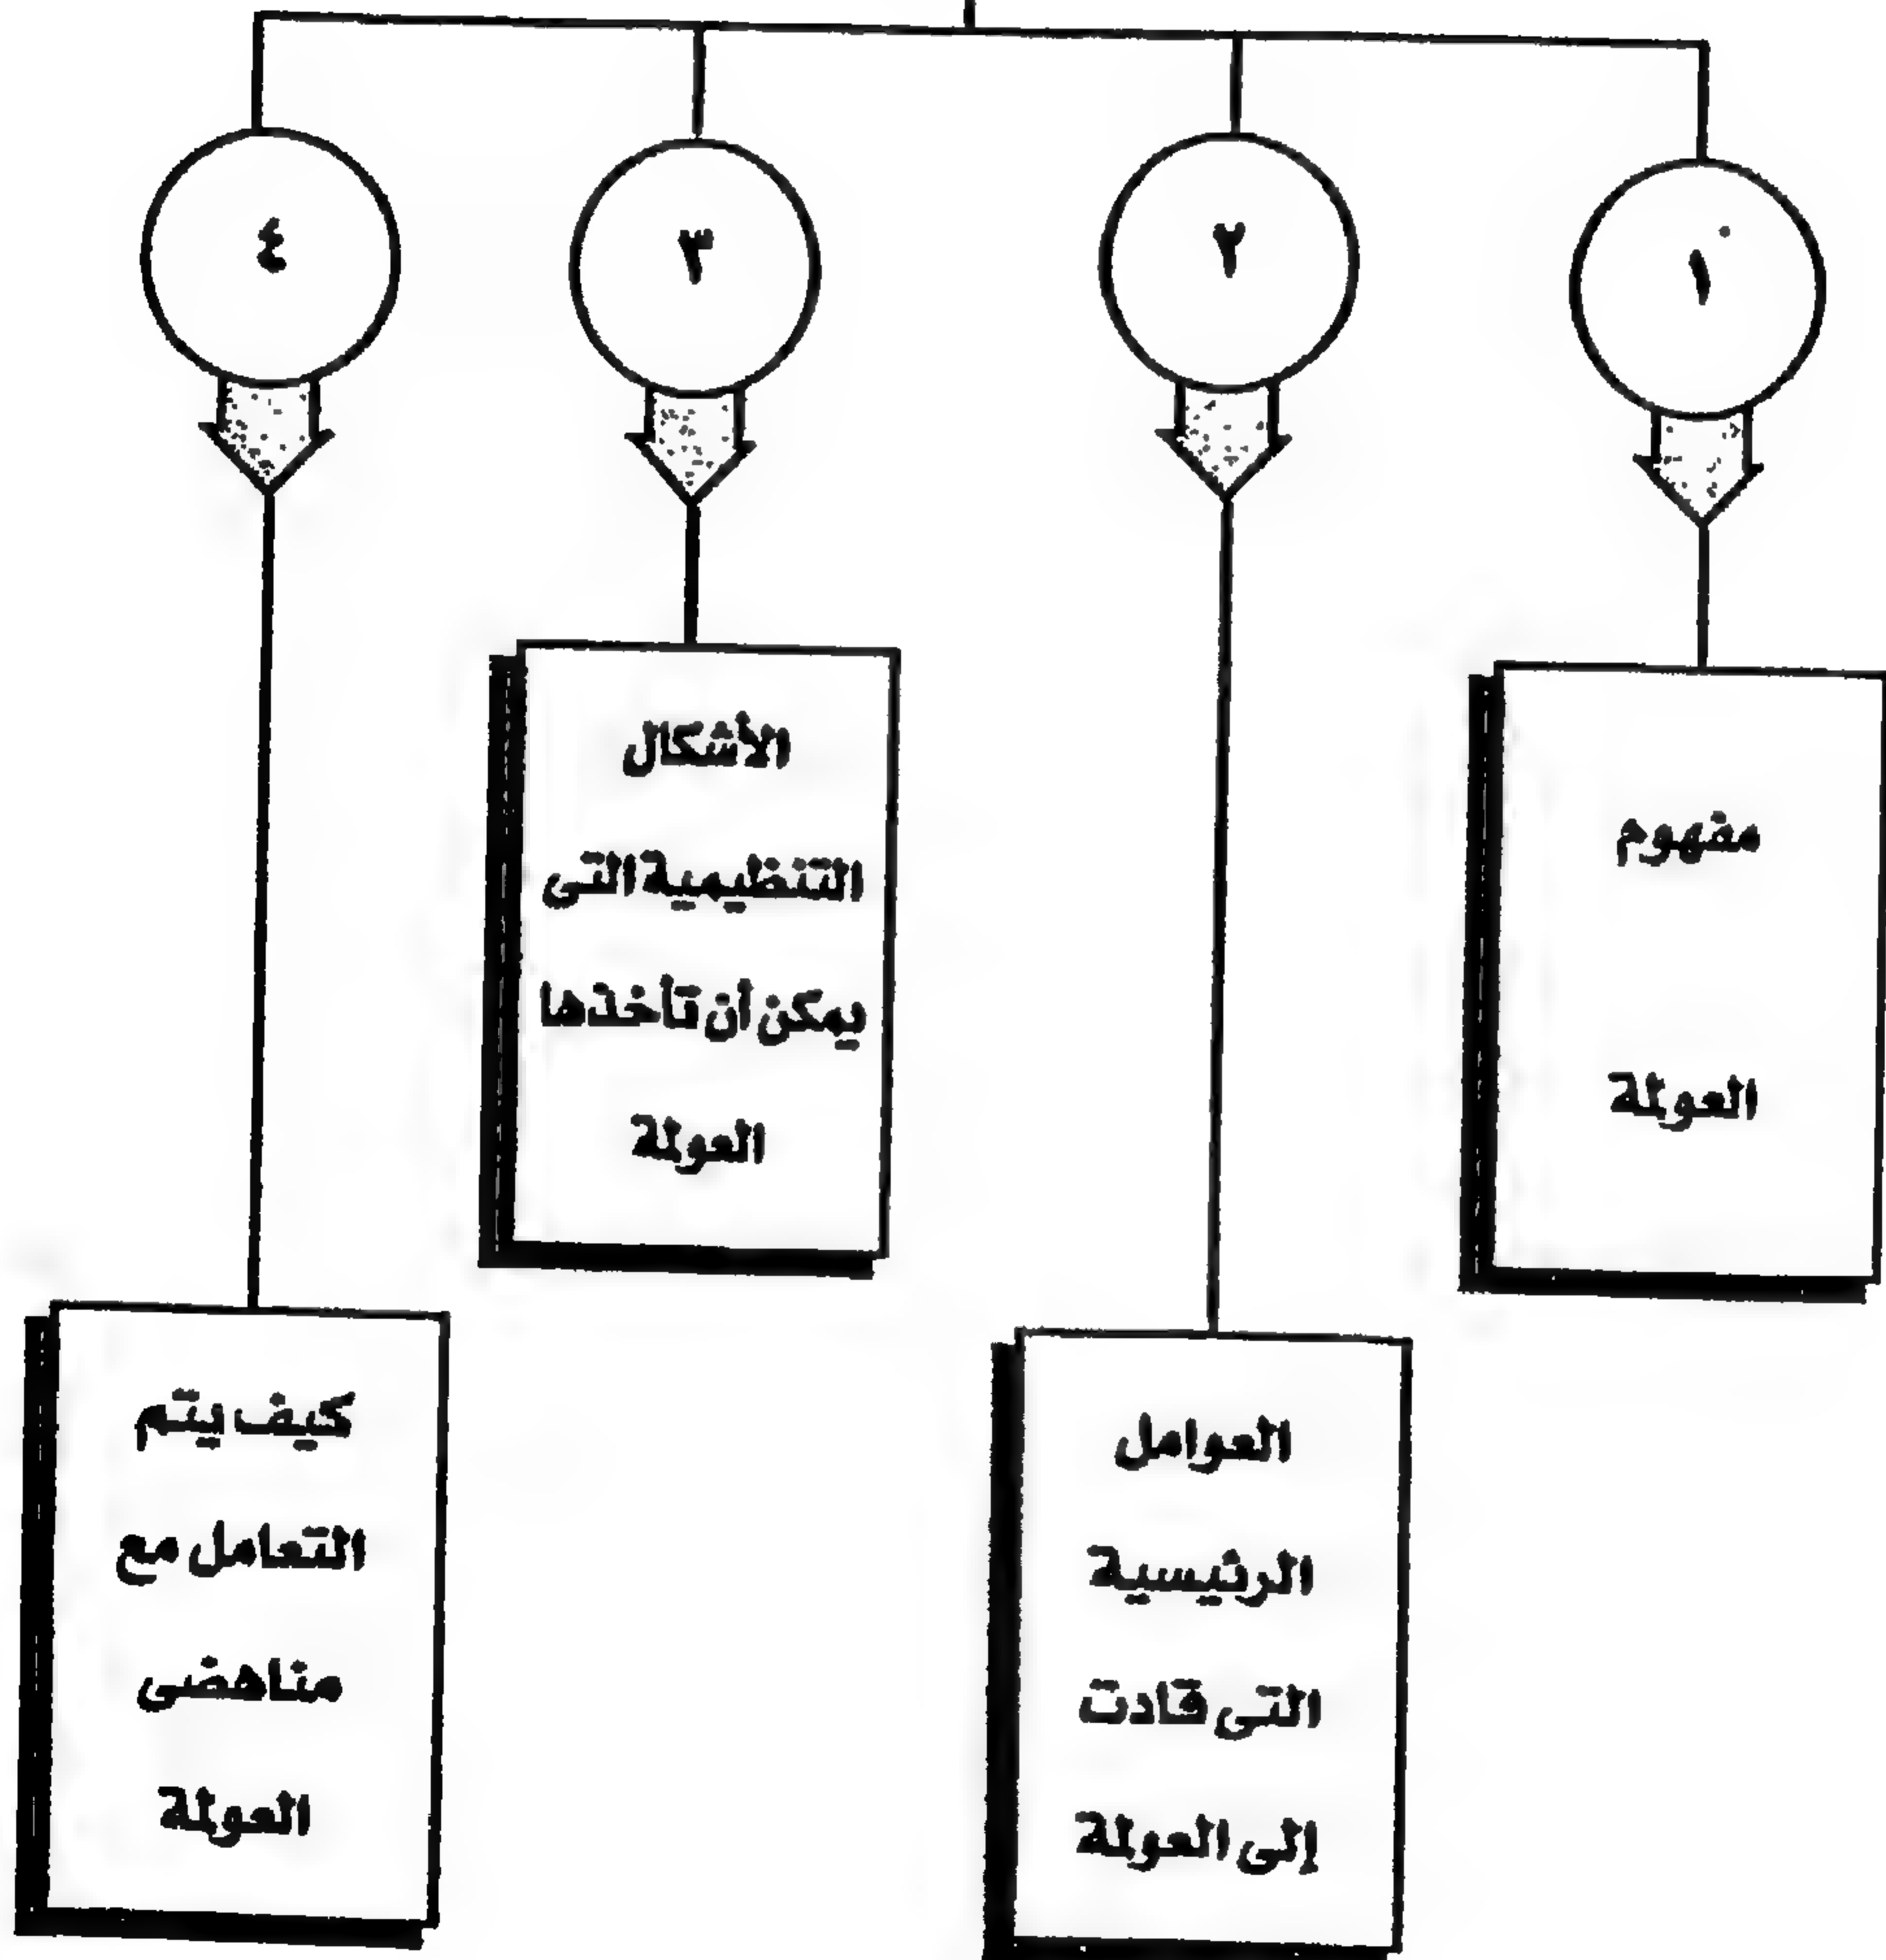 ١
٢
٣
٤
مفهوم
العولمة
العوامل
الرئيسية
التى قادت
إلى العولمة
الأشكال
التنظيمية التى
يمكن أن تأخذها
العولمة
كيف يتم
التعامل مع
مناهضى
العولمة